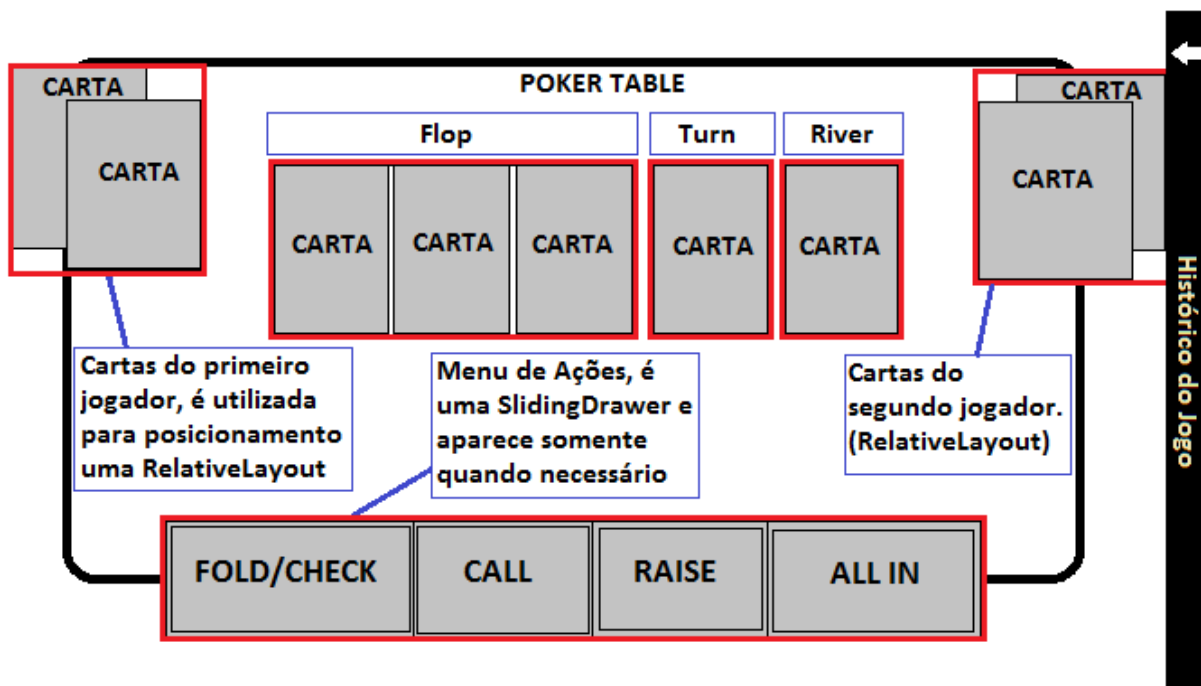 POKER TABLE
CARTA
CARTA
CARTA
CARTA
Flop
Turn
River
CARTA
CARTA
CARTA
CARTA
CARTA
Cartas do primeiro
jogador, é utilizada
para posicionamento
uma RelativeLayout
Menu de Ações, é
uma SlidingDrawer e
aparece somente
quando necessário
Cartas do
segundo jogador.
(RelativeLayout)
Histórico do Jogo
FOLD/CHECK
CALL
RAISE
ALL IN